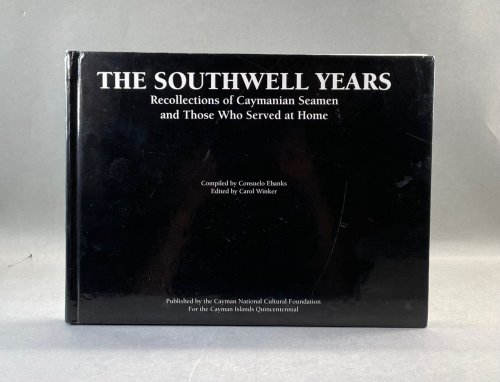 THE SOUTHWELL YEARS
Recollections of Caymanian Seamen
and Those Who Served at Home
Compiled by Consuelo Ebanks
Edited by Carol Winker
Published by the Cayman National Cultural Foundation
For the Cayman Islands Quincentennial